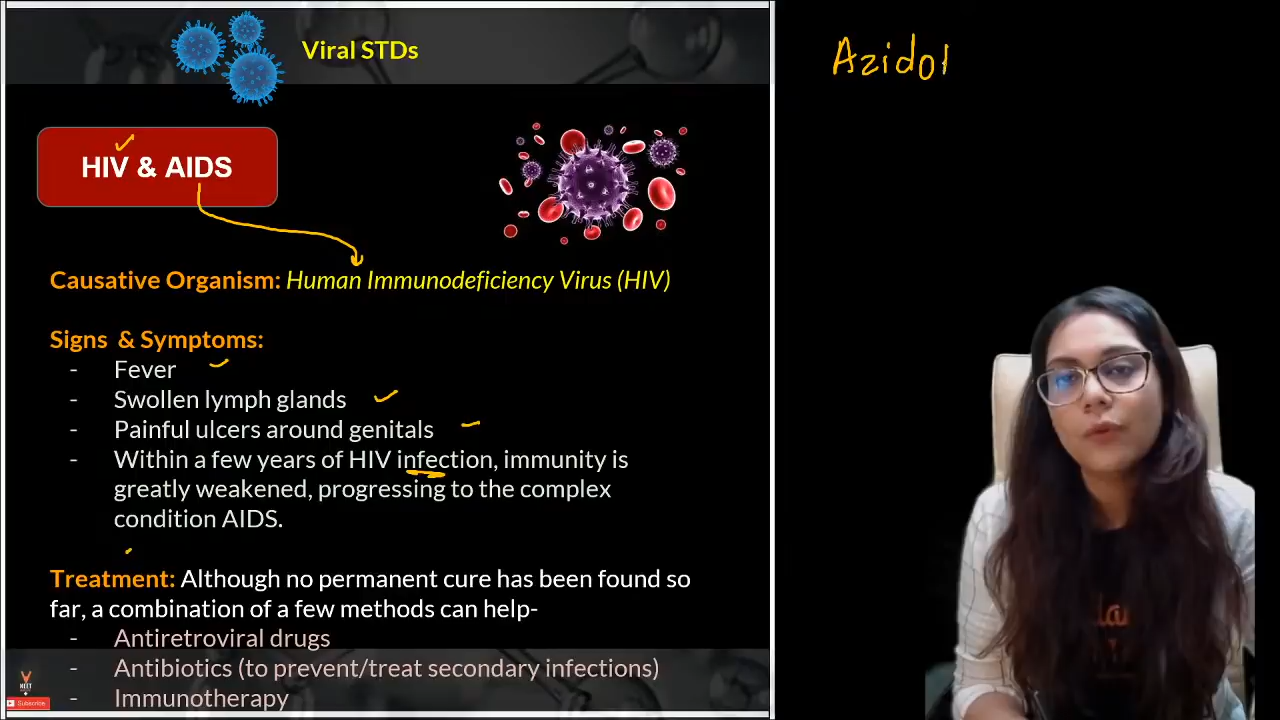 Viral STDs
Azidol
HIV & AIDS
Causative Organism: Human Immunodeficiency Virus (HIV)
Signs & Symptoms:
- Fever
- Swollen lymph glands
- Painful ulcers around genitals
- Within a few years of HIV infection, immunity is
greatly weakened, progressing to the complex
condition AIDS.
Treatment: Although no permanent cure has been found so
far, a combination of a few methods can help-
- Antiretroviral drugs
- Antibiotics (to prevent/treat secondary infections)
- Immunotherapy
NEET
Subscribe